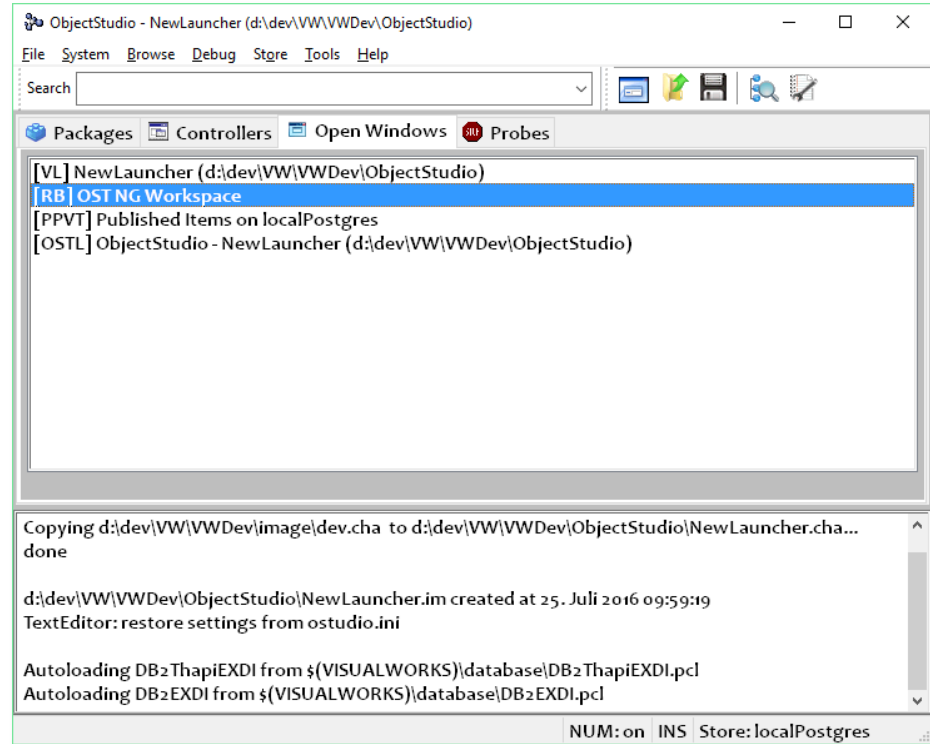 ObjectStudio - NewLauncher (d:\dev\VW\VWDev\ObjectStudio)
File System Browse Debug Store Tools Help
Search
Packages Controllers Open Windows Probes
[VL] NewLauncher (d:\dev\VW\VWDev\ObjectStudio)
[RB] OST NG Workspace
[PPVT] Published Items on localPostgres
[OSTL] ObjectStudio - NewLauncher (d:\dev\VW\VWDev\ObjectStudio)
Copying d:\dev\VW\VWDev\image\dev.cha to d:\dev\VW\VWDev\ObjectStudio\NewLauncher.cha...
done
d:\dev\VW\VWDev\ObjectStudio\NewLauncher.im created at 25. Juli 2016 09:59:19
TextEditor: restore settings from ostudio.ini
Autoloading DB2ThapiEXDI from $(VISUALWORKS)\database\DB2ThapiEXDI.pcl
Autoloading DB2EXDI from $(VISUALWORKS)\database\DB2EXDI.pcl
NUM: on INS Store: localPostgres